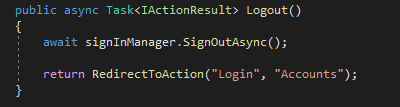 public async Task<IActionResult> Logout()
{
await signInManager.SignOutAsync();
return RedirectToAction("Login", "Accounts");
}